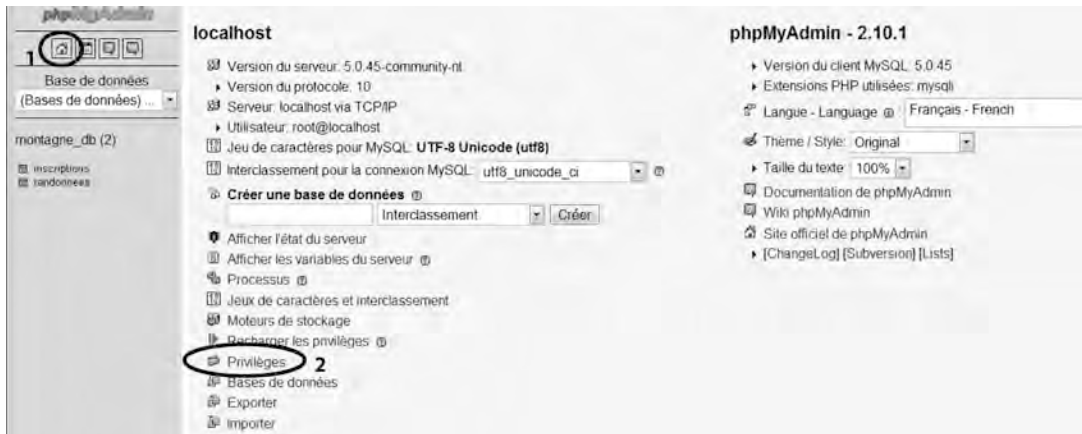 phpMyAdmin
1
Base de données
(Bases de données) ...
montagne_db (2)
inscriptions
randonnees
localhost
Version du serveur: 5.0.45-community-nt
Version du protocole: 10
Serveur: localhost via TCP/IP
Utilisateur: root@localhost
Jeu de caractères pour MySQL: UTF-8 Unicode (utf8)
Interclassement pour la connexion MySQL: utf8_unicode_ci
Créer une base de données
Interclassement Créer
Afficher l'état du serveur
Afficher les variables du serveur
Processus
Jeux de caractères et interclassement
Moteurs de stockage
Recharger les privilèges
Privilèges 2
Bases de données
Exporter
Importer
phpMyAdmin - 2.10.1
Version du client MySQL: 5.0.45
Extensions PHP utilisées: mysqli
Langue - Language Français - French
Thème / Style: Original
Taille du texte: 100%
Documentation de phpMyAdmin
Wiki phpMyAdmin
Site officiel de phpMyAdmin
[ChangeLog] [Subversion] [Lists]